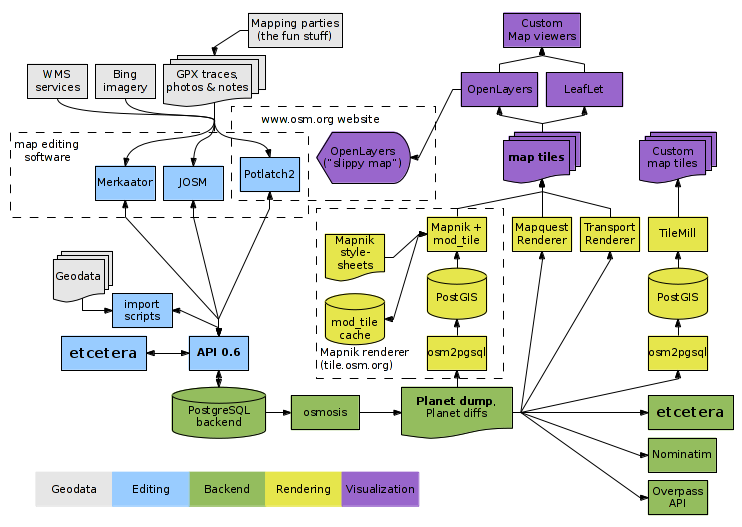 Mapping parties
(the fun stuff)
Custom
Map viewers
WMS
services
Bing
imagery
GPX traces,
photos & notes
OpenLayers
LeafLet
www.osm.org website
map editing
software
OpenLayers
("slippy map")
map tiles
Custom
map tiles
Merkaator
JOSM
Potlatch2
Mapnik
style-
sheets
Mapnik +
mod_tile
Mapquest
Renderer
Transport
Renderer
TileMill
Geodata
import
scripts
mod_tile
cache
PostGIS
PostGIS
etcetera
API 0.6
Mapnik renderer
(tile.osm.org)
osm2pgsql
osm2pgsql
PostgreSQL
backend
osmosis
Planet dump,
Planet diffs
etcetera
Nominatim
Overpass
API
Geodata
Editing
Backend
Rendering
Visualization